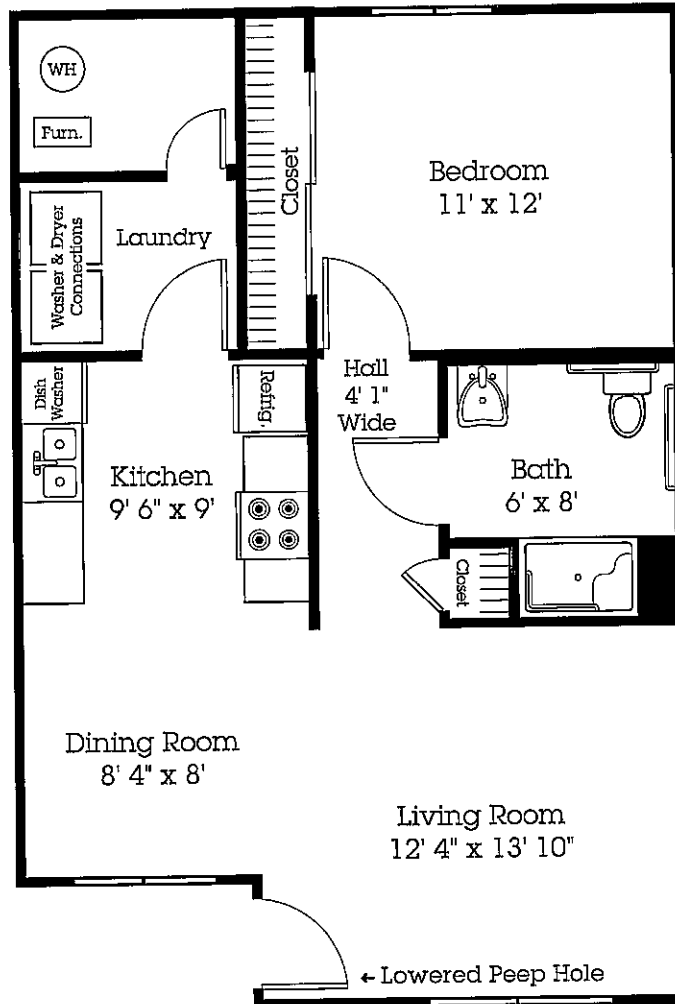 WH
Furn.
Closet
Bedroom
11' x 12'
Washer & Dryer
Connections
Laundry
Hall
4' 1"
Wide
Dish
Washer
Refrig.
Kitchen
9' 6" x 9'
Bath
6' x 8'
Closet
Dining Room
8' 4" x 8'
Living Room
12' 4" x 13' 10"
←Lowered Peep Hole